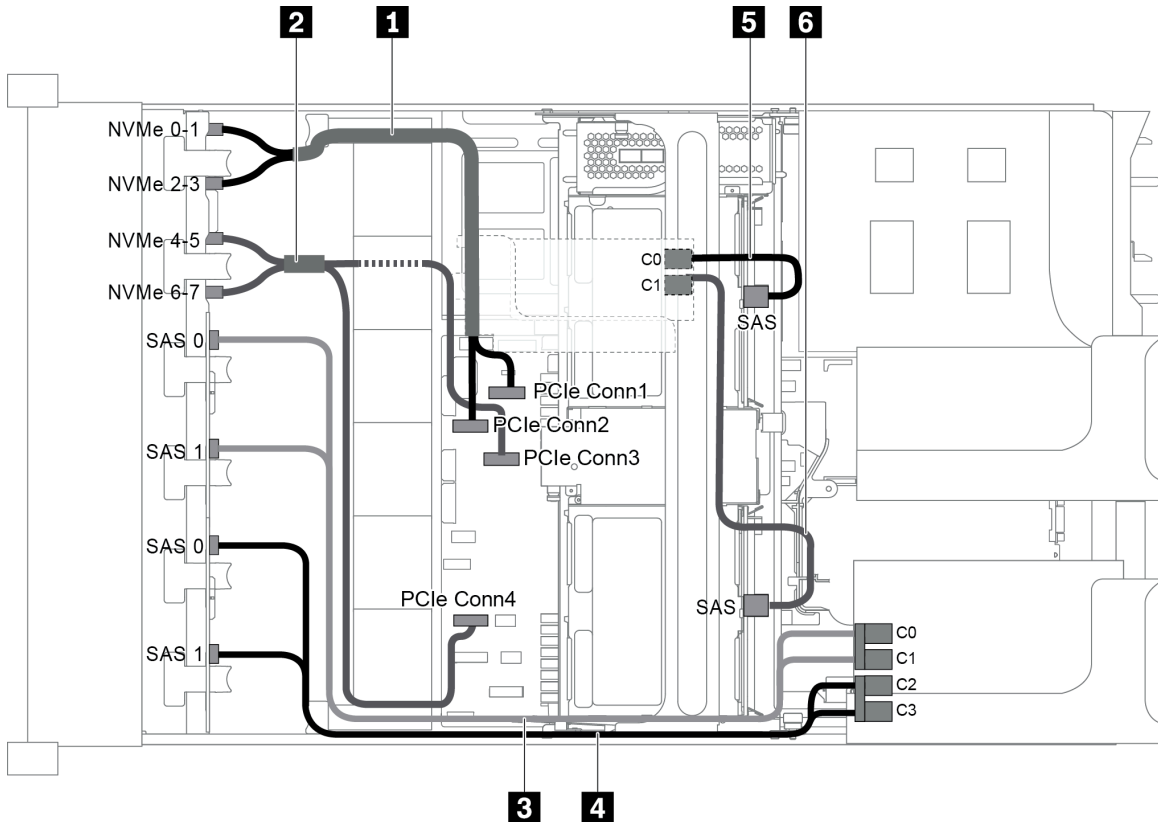 2
1
5
6
NVMe 0-1
NVMe 2-3
NVMe 4-5
NVMe 6-7
C0
C1
SAS
SAS 0
PCIe Conn1
PCIe Conn2
SAS 1
PCIe Conn3
SAS 0
PCIe Conn4
SAS
SAS 1
C0
C1
C2
C3
3
4